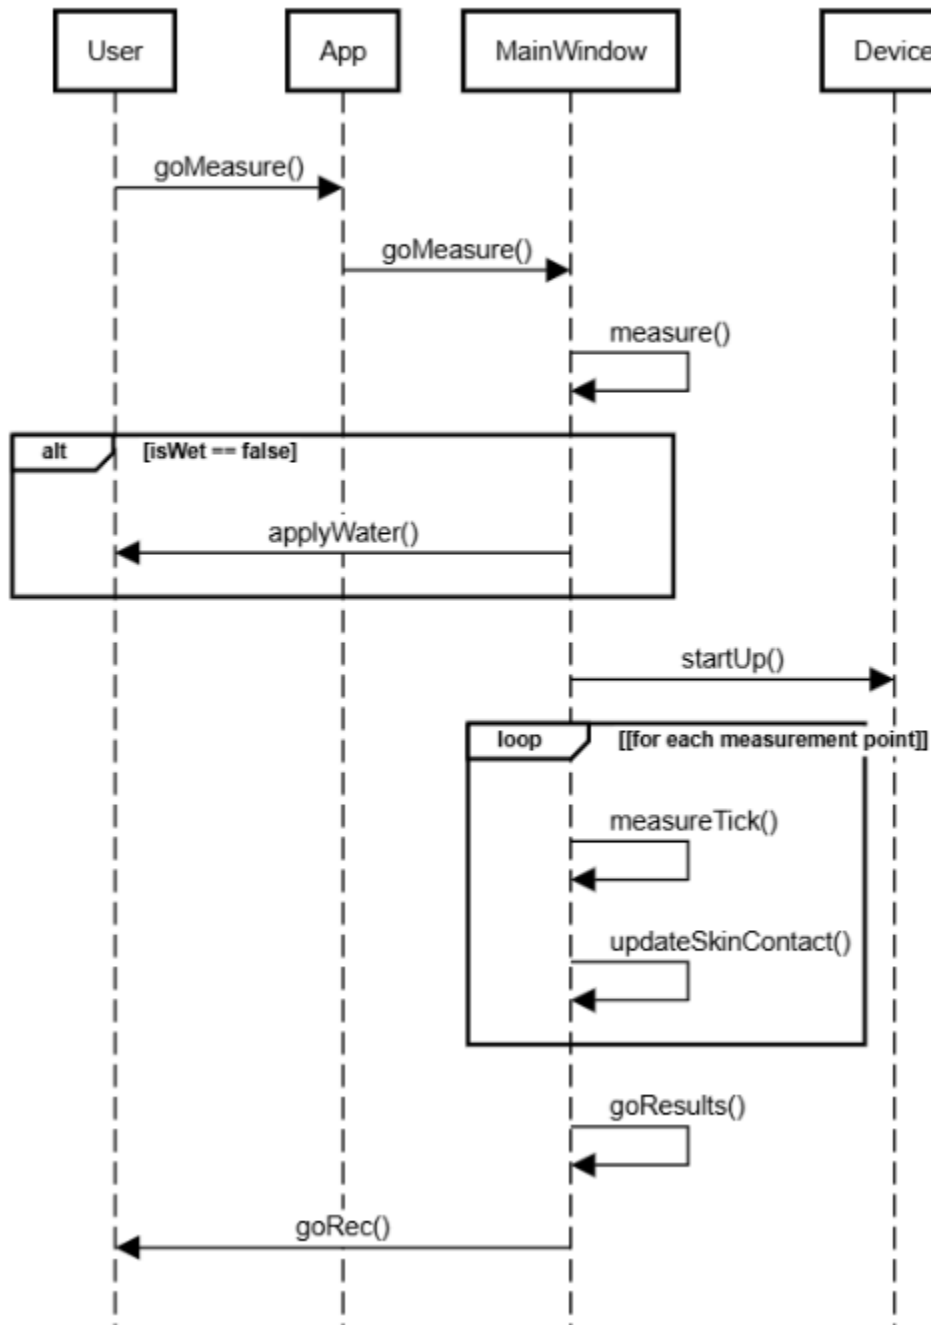 User
App
MainWindow
Device
goMeasure()
goMeasure()
measure()
alt [isWet == false]
applyWater()
startUp()
loop [[for each measurement point]]
measureTick()
updateSkinContact()
goResults()
goRec()